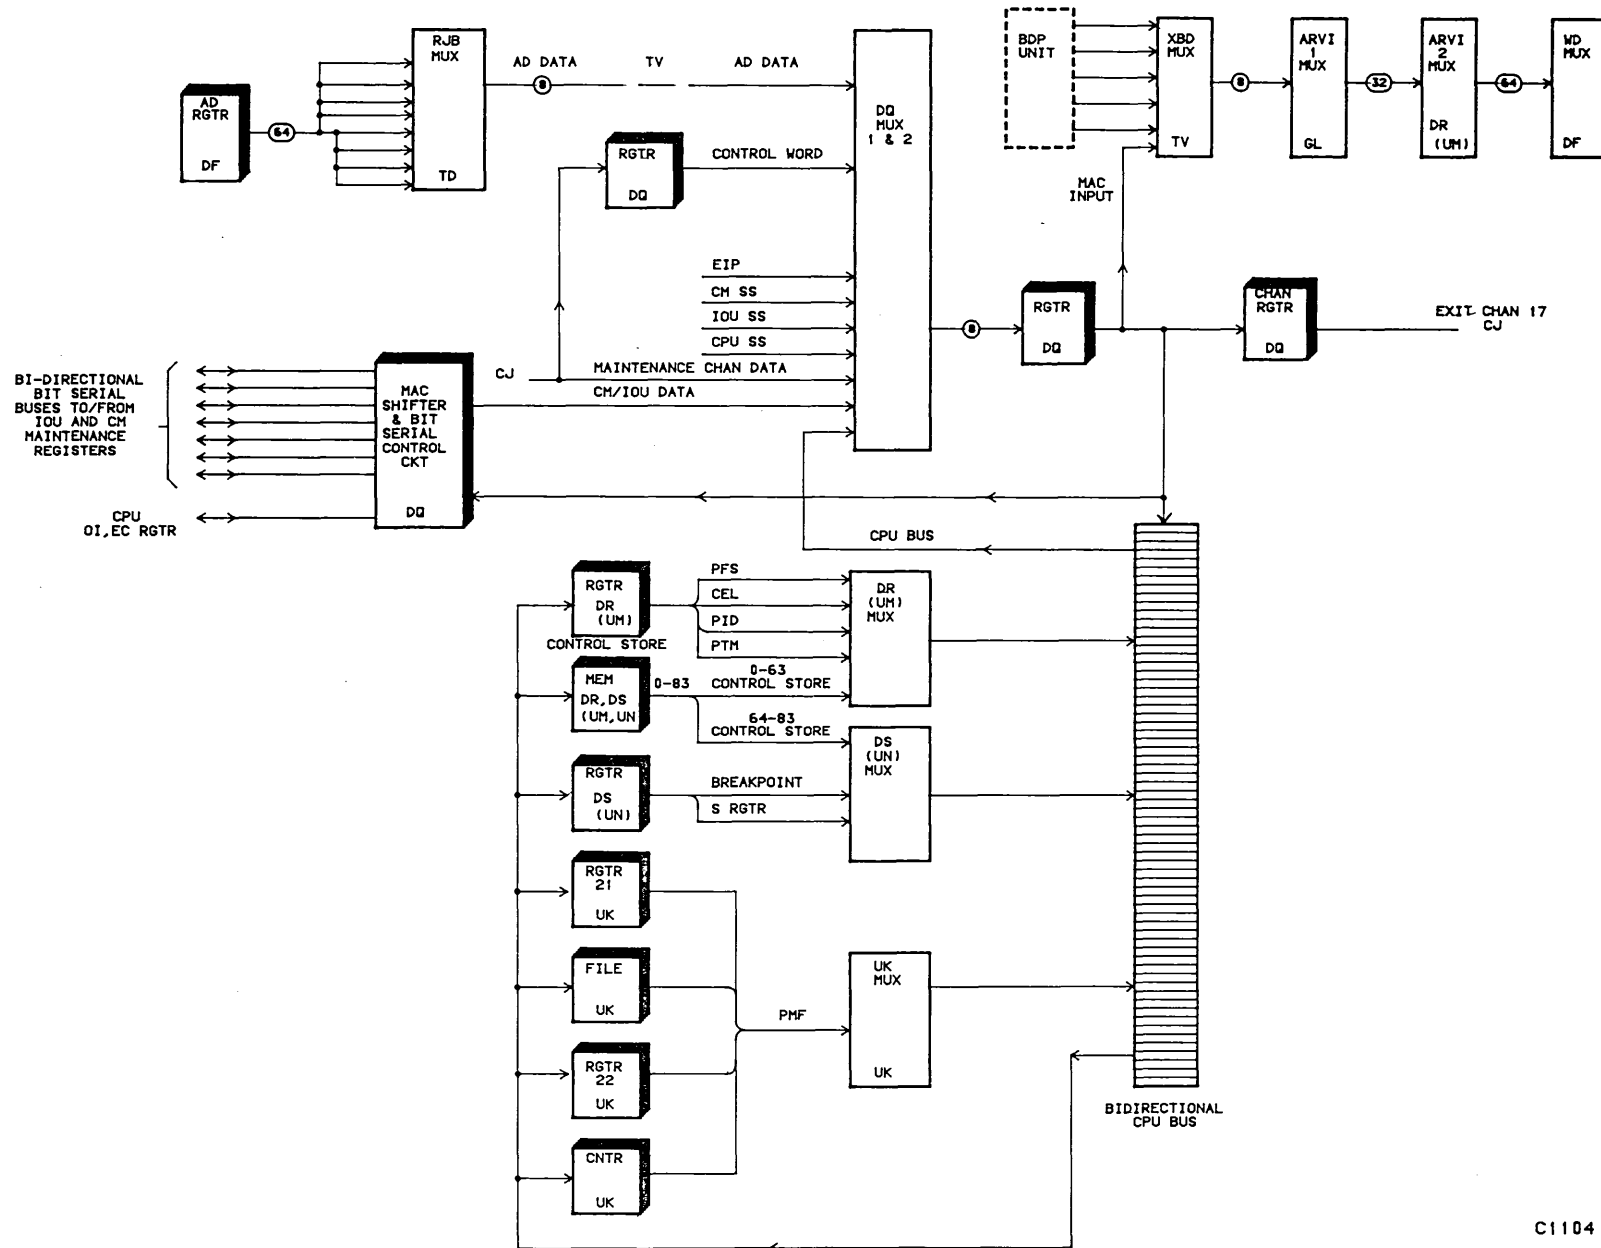 AD
RGTR
DF
64
RJB
MUX
TD
AD DATA
8
TV
AD DATA
RGTR
DQ
CONTROL WORD
DQ
MUX
1 & 2
EIP
CM SS
IOU SS
CPU SS
CJ
MAINTENANCE CHAN DATA
CM/IOU DATA
BDP
UNIT
XBD
MUX
TV
MAC
INPUT
8
ARVI
1
MUX
GL
32
ARVI
2
MUX
DR
(UM)
64
WD
MUX
DF
8
RGTR
DQ
CHAN
RGTR
DQ
EXIT CHAN 17
CJ
BI-DIRECTIONAL
BIT SERIAL
BUSES TO/FROM
IOU AND CM
MAINTENANCE
REGISTERS
CPU
OI,EC RGTR
MAC
SHIFTER
& BIT
SERIAL
CONTROL
CKT
DQ
CPU BUS
RGTR
DR
(UM)
CONTROL STORE
PFS
CEL
PID
PTM
DR
(UM)
MUX
MEM
DR,DS
(UM,UN
0-83
0-63
CONTROL STORE
64-83
CONTROL STORE
DS
(UN)
MUX
RGTR
DS
(UN)
BREAKPOINT
S RGTR
RGTR
21
UK
FILE
UK
RGTR
22
UK
CNTR
UK
PMF
UK
MUX
UK
BIDIRECTIONAL
CPU BUS
C1104